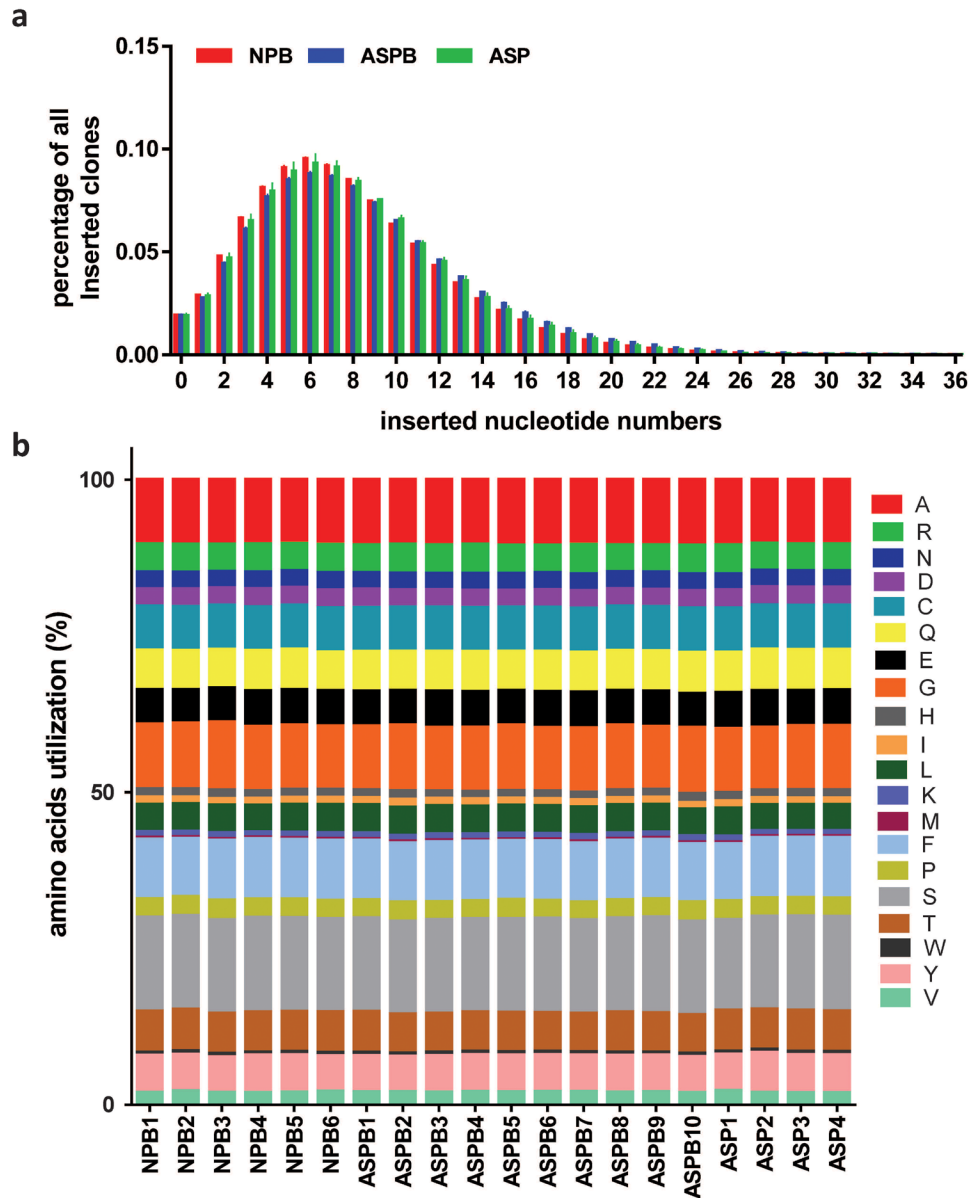 a
NPB ASPB ASP
percentage of all
Inserted clones
0.15
0.10
0.05
0.00
0 2 4 6 8 10 12 14 16 18 20 22 24 26 28 30 32 34 36
inserted nucleotide numbers
b
amino acids utilization (%)
100
50
0
A
R
N
D
C
Q
E
G
H
I
L
K
M
F
P
S
T
W
Y
V
NPB1 NPB2 NPB3 NPB4 NPB5 NPB6 ASPB1 ASPB2 ASPB3 ASPB4 ASPB5 ASPB6 ASPB7 ASPB8 ASPB9 ASPB10 ASP1 ASP2 ASP3 ASP4